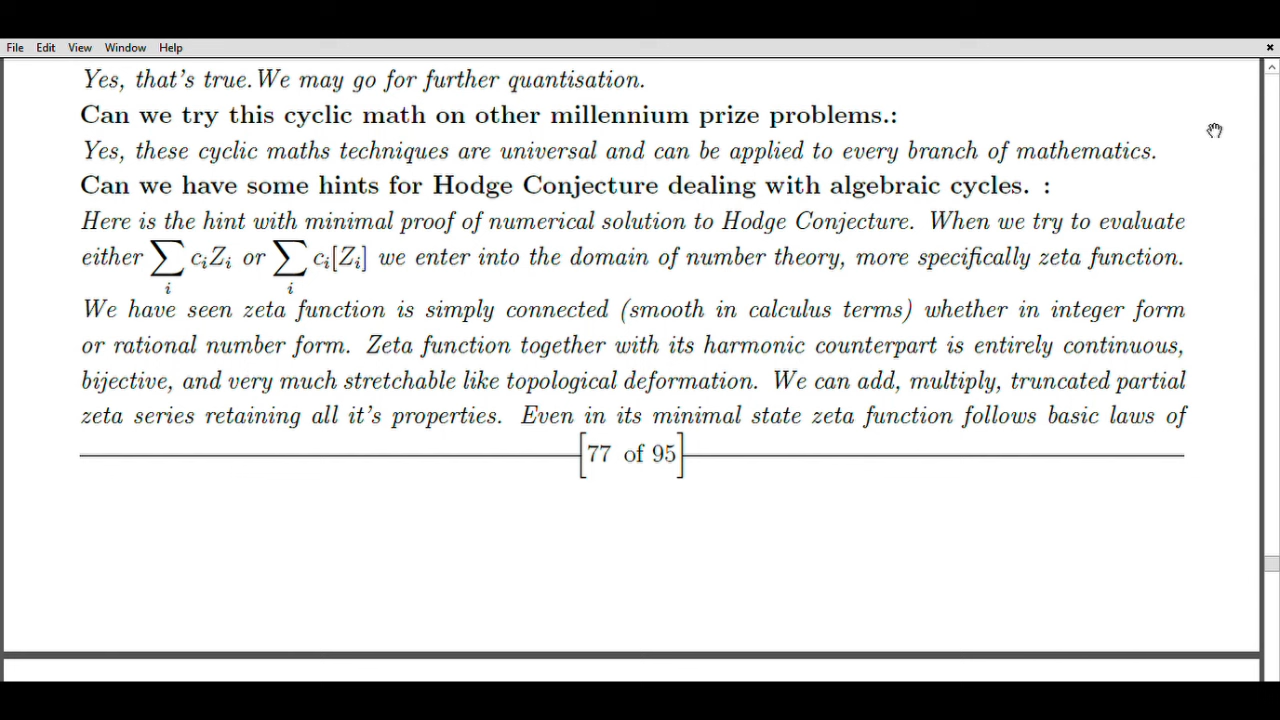 File Edit View Window Help
Yes, that's true.We may go for further quantisation.
Can we try this cyclic math on other millennium prize problems.:
Yes, these cyclic maths techniques are universal and can be applied to every branch of mathematics.
Can we have some hints for Hodge Conjecture dealing with algebraic cycles. :
Here is the hint with minimal proof of numerical solution to Hodge Conjecture. When we try to evaluate
either ∑_i c_i Z_i or ∑_i c_i[Z_i] we enter into the domain of number theory, more specifically zeta function.
We have seen zeta function is simply connected (smooth in calculus terms) whether in integer form
or rational number form. Zeta function together with its harmonic counterpart is entirely continuous,
bijective, and very much stretchable like topological deformation. We can add, multiply, truncated partial
zeta series retaining all it's properties. Even in its minimal state zeta function follows basic laws of
[77 of 95]